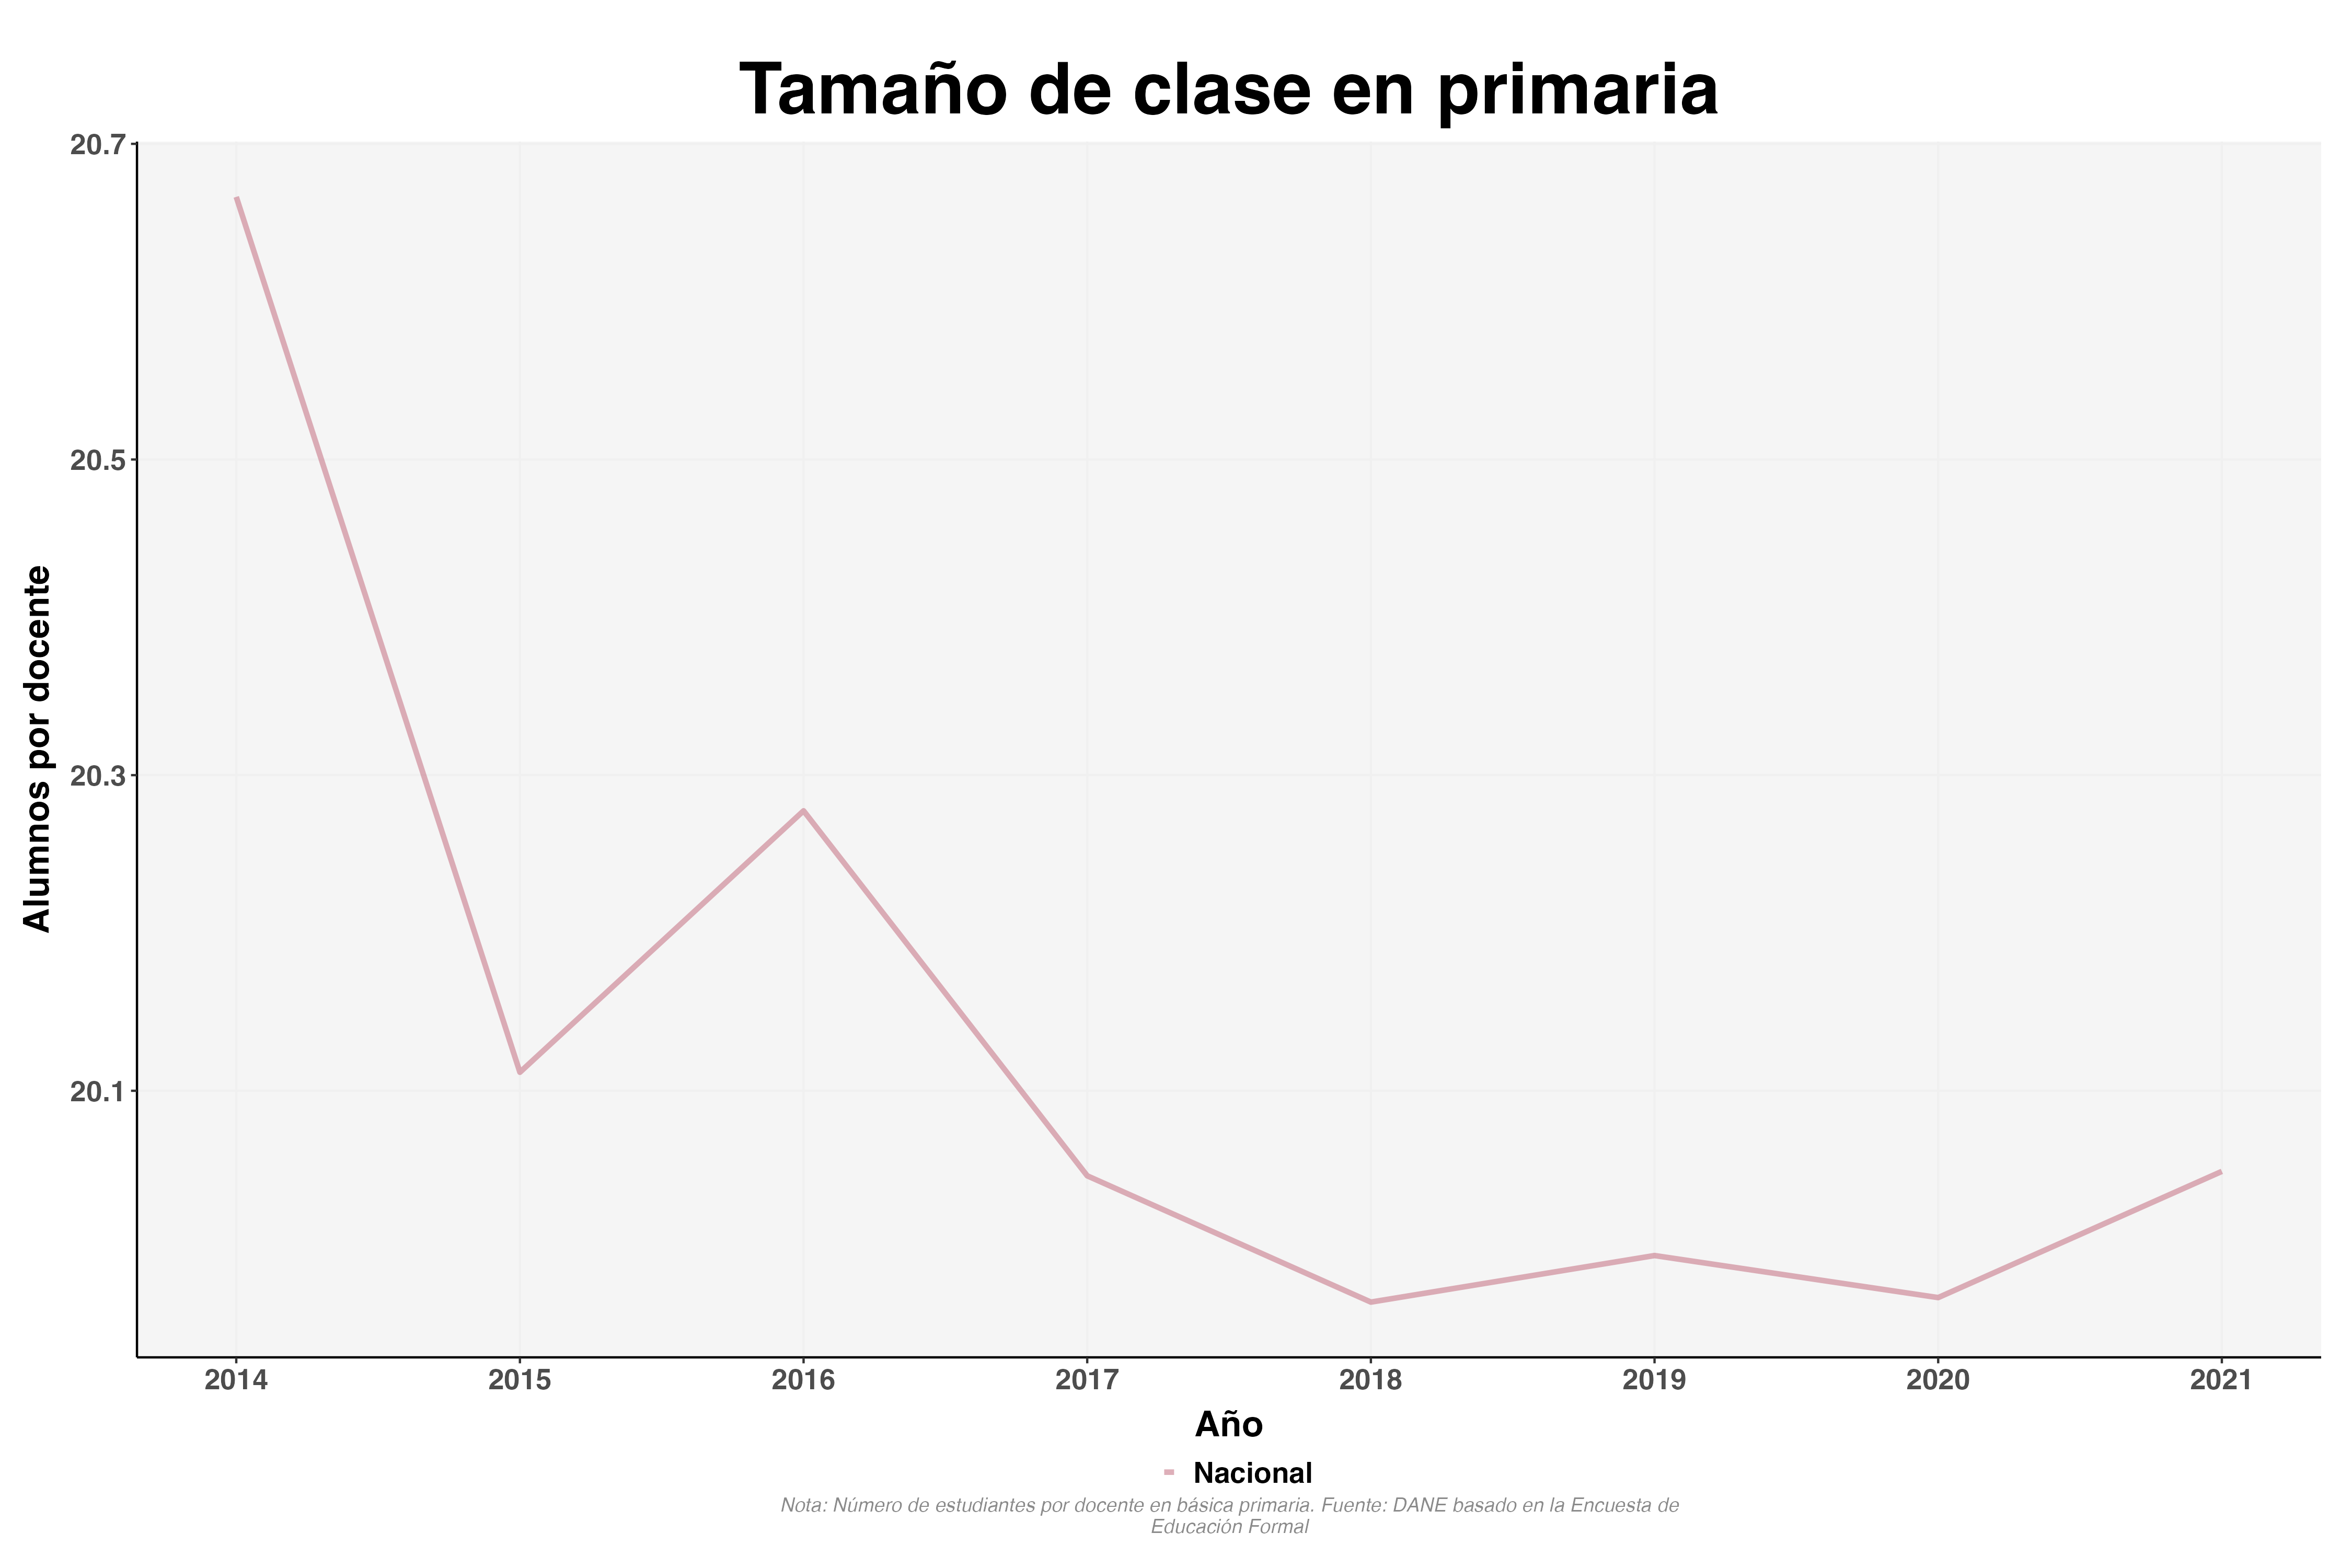 Tamaño de clase en primaria
20.7
20.5
20.3
20.1
Alumnos por docente
2014 2015 2016 2017 2018 2019 2020 2021
Año
Nacional
Nota: Número de estudiantes por docente en básica primaria. Fuente: DANE basado en la Encuesta de
Educación Formal